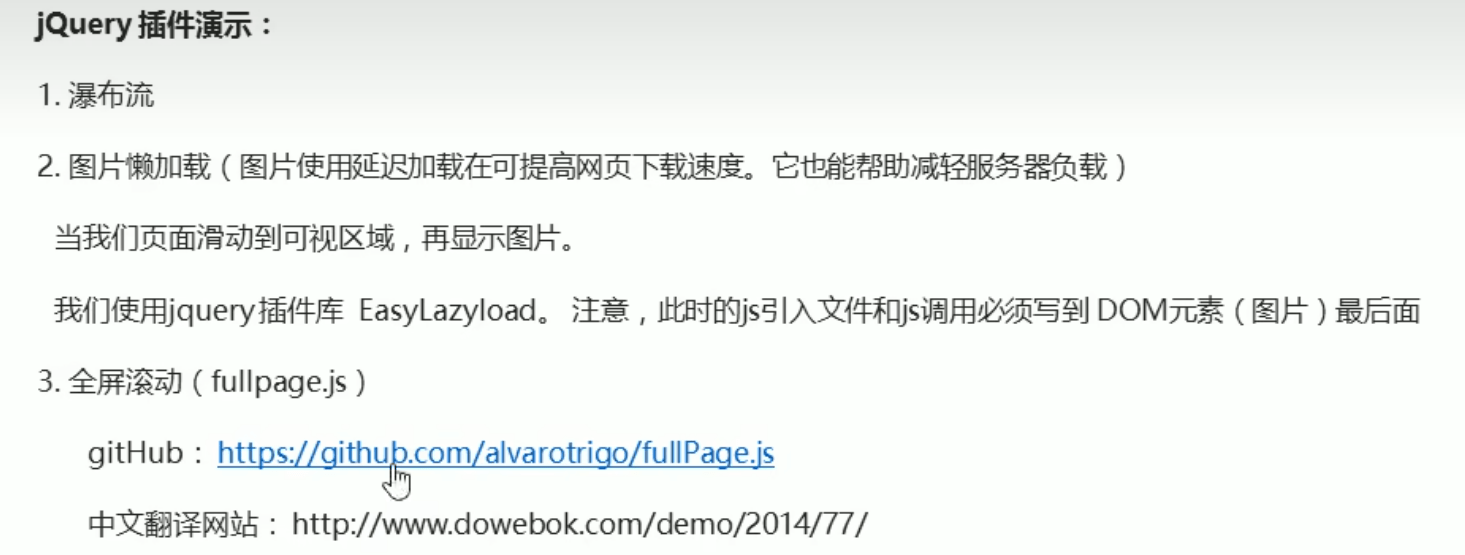 jQuery 插件演示：
1. 瀑布流
2. 图片懒加载（图片使用延迟加载在可提高网页下载速度。它也能帮助减轻服务器负载）
当我们页面滑动到可视区域，再显示图片。
我们使用jquery 插件库 EasyLazyload。 注意，此时的js引入文件和js调用必须写到 DOM元素（图片）最后面
3. 全屏滚动（fullpage.js）
gitHub： https://github.com/alvarotrigo/fullPage.js
中文翻译网站： http://www.dowebok.com/demo/2014/77/